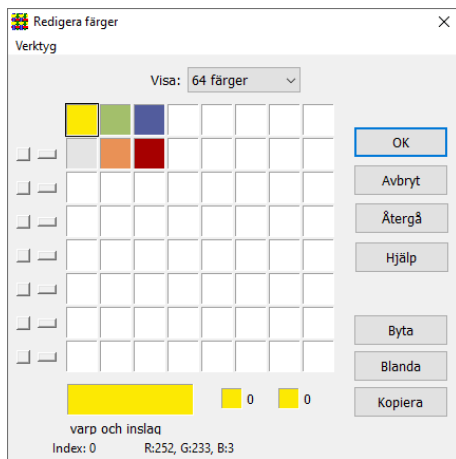 Redigera färger
Verktyg
Visa: 64 färger
OK
Avbryt
Återgå
Hjälp
Byta
Blanda
Kopiera
0 0
varp och inslag
Index: 0 R:252, G:233, B:3